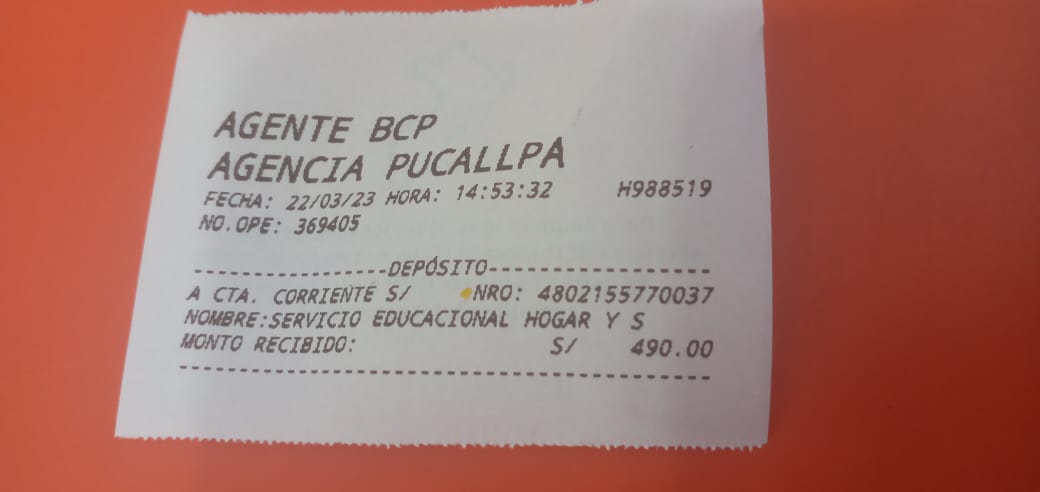 AGENTE BCP
AGENCIA PUCALLPA
FECHA: 22/03/23 HORA: 14:53:32 H988519
NO.OPE: 369405
-----------------DEPÓSITO-------------------
A CTA. CORRIENTE S/ NRO: 4802155770037
NOMBRE:SERVICIO EDUCACIONAL HOGAR Y S
MONTO RECIBIDO: S/ 490.00
--------------------------------------------